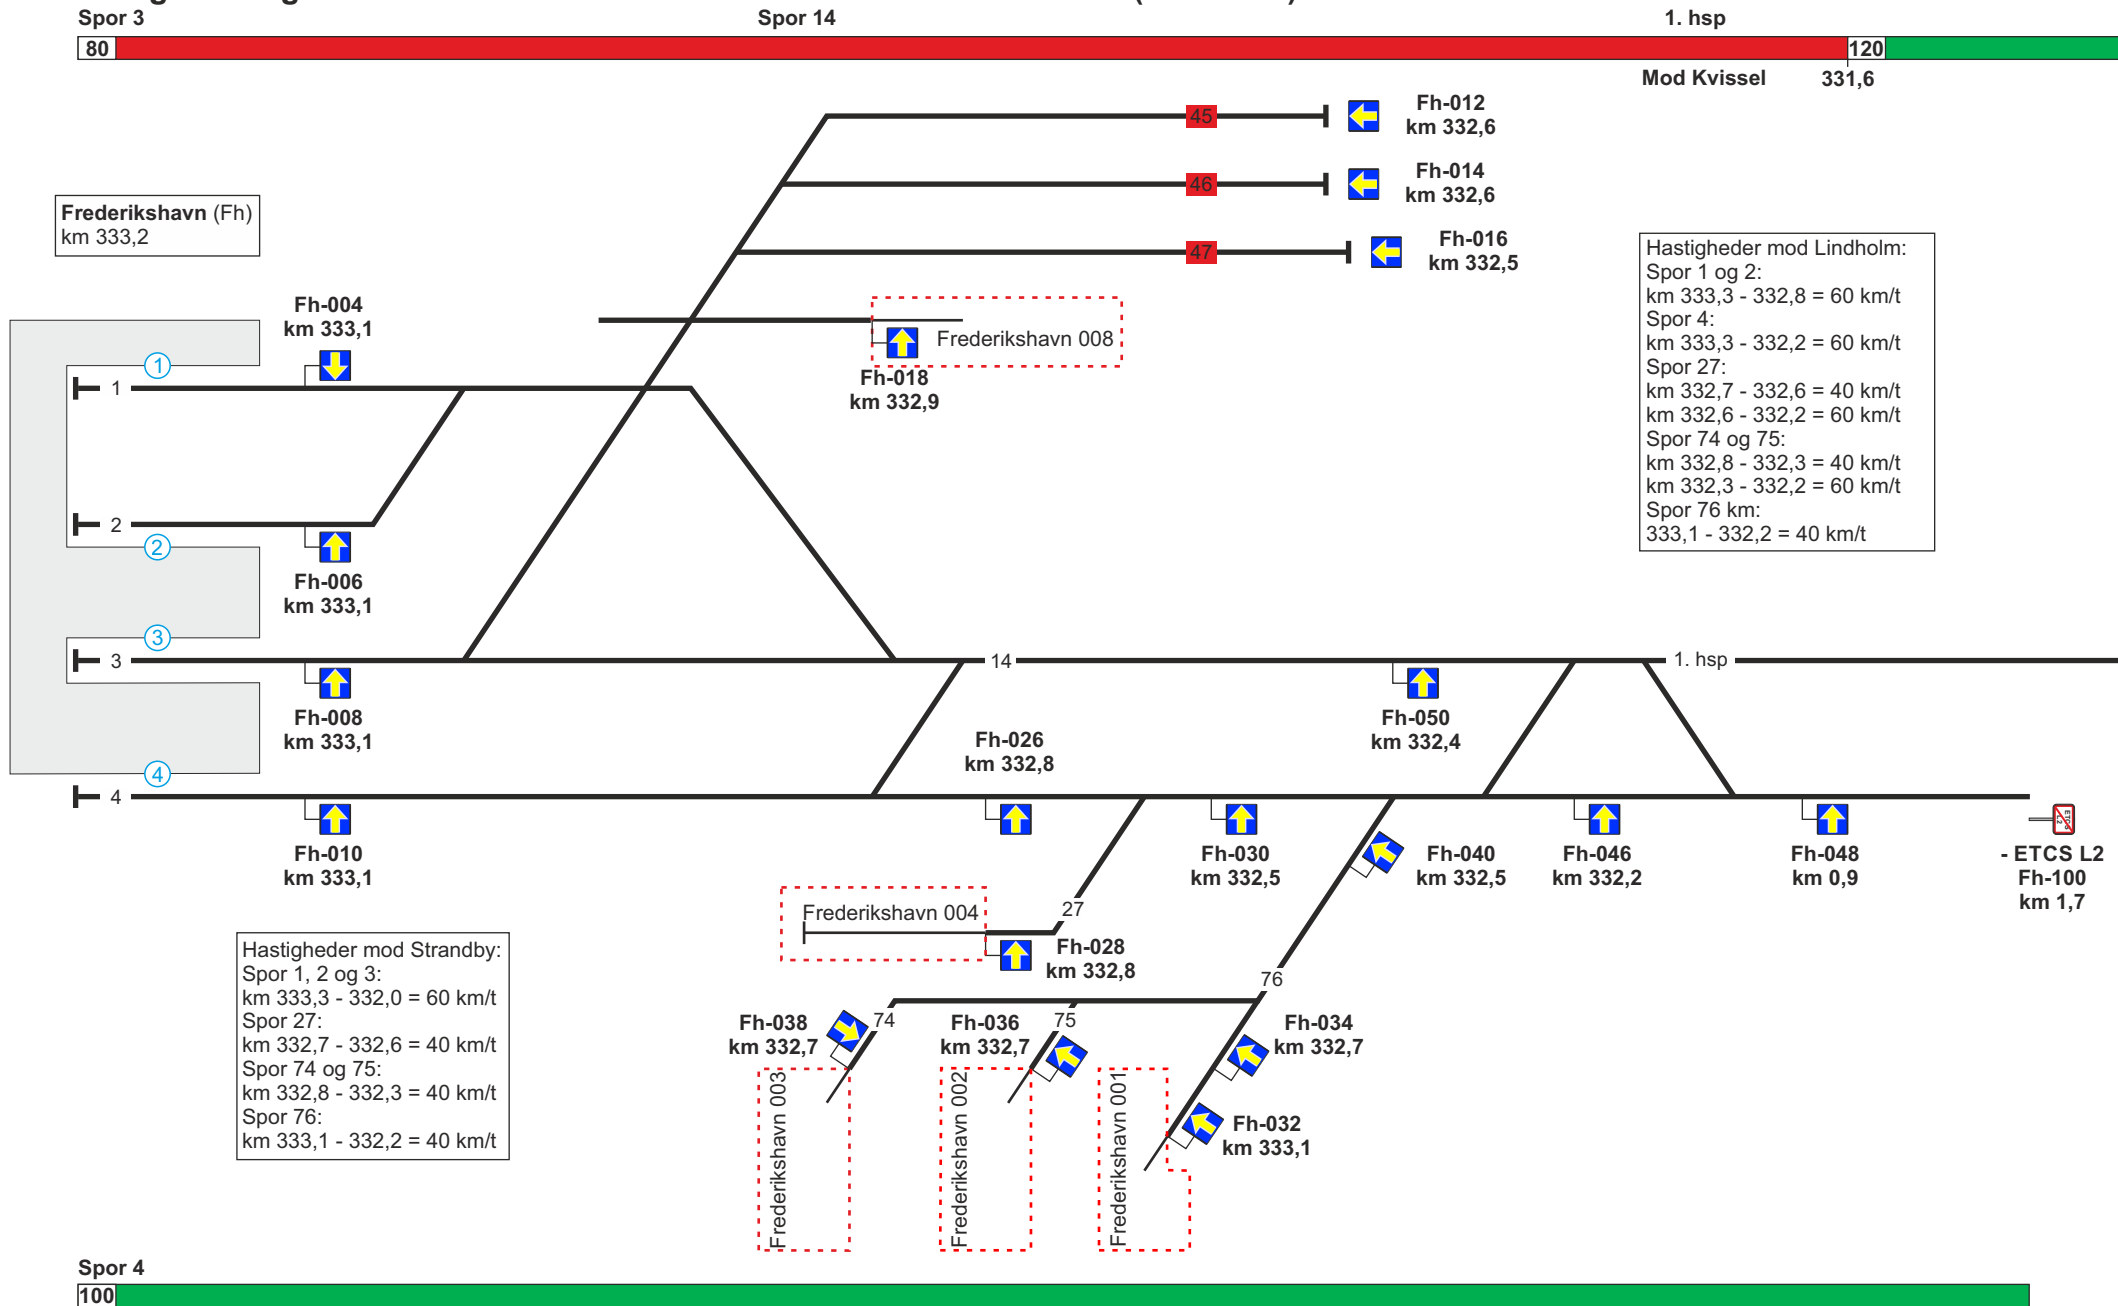 Spor 3
Spor 14
1. hsp
80
120
Mod Kvissel
331,6
45
Fh-012
km 332,6
46
Fh-014
km 332,6
47
Fh-016
km 332,5
Frederikshavn (Fh)
km 333,2
Hastigheder mod Lindholm:
Spor 1 og 2:
km 333,3 - 332,8 = 60 km/t
Spor 4:
km 333,3 - 332,2 = 60 km/t
Spor 27:
km 332,7 - 332,6 = 40 km/t
km 332,6 - 332,2 = 60 km/t
Spor 74 og 75:
km 332,8 - 332,3 = 40 km/t
km 332,3 - 332,2 = 60 km/t
Spor 76 km:
333,1 - 332,2 = 40 km/t
Fh-004
km 333,1
Frederikshavn 008
Fh-018
km 332,9
1
1
2
2
Fh-006
km 333,1
3
3
14
1. hsp
Fh-008
km 333,1
Fh-050
km 332,4
Fh-026
km 332,8
4
4
Fh-010
km 333,1
Fh-030
km 332,5
Fh-040
km 332,5
Fh-046
km 332,2
Fh-048
km 0,9
- ETCS L2
Fh-100
km 1,7
Frederikshavn 004
27
Fh-028
km 332,8
Hastigheder mod Strandby:
Spor 1, 2 og 3:
km 333,3 - 332,0 = 60 km/t
Spor 27:
km 332,7 - 332,6 = 40 km/t
Spor 74 og 75:
km 332,8 - 332,3 = 40 km/t
Spor 76:
km 333,1 - 332,2 = 40 km/t
76
Fh-038
km 332,7
74
Fh-036
km 332,7
75
Fh-034
km 332,7
Frederikshavn 003
Frederikshavn 002
Frederikshavn 001
Fh-032
km 333,1
Spor 4
100